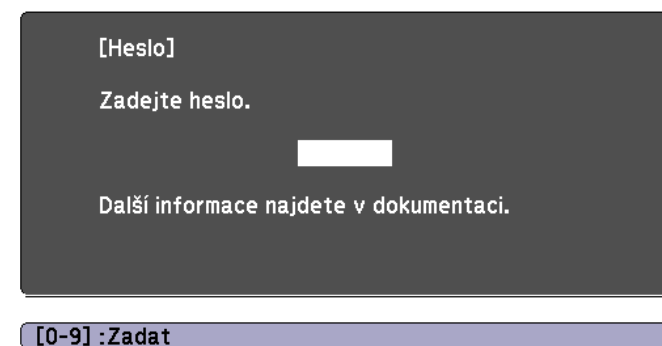 [Heslo]
Zadejte heslo.
Další informace najdete v dokumentaci.
[0-9] :Zadat